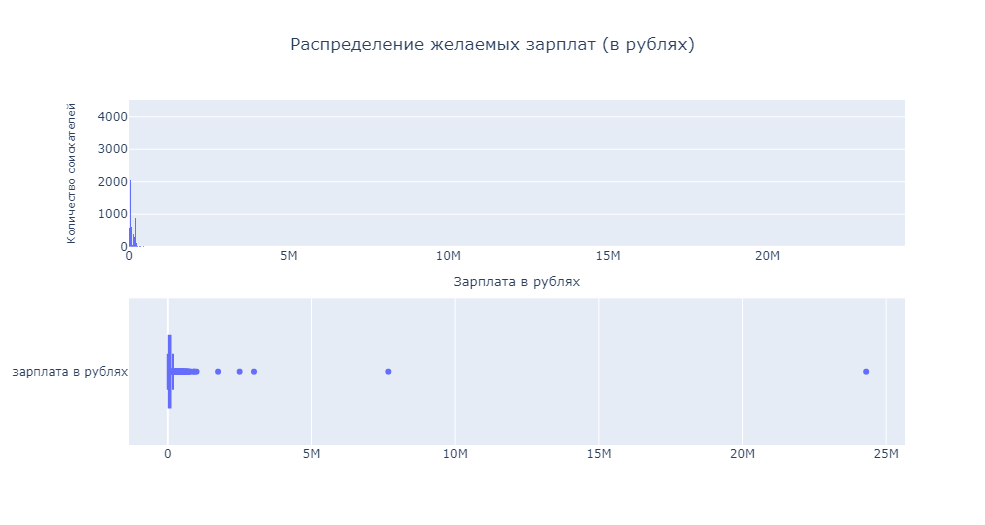 Распределение желаемых зарплат (в рублях)
Количество соискателей
4000
3000
2000
1000
0
0 5M 10M 15M 20M
Зарплата в рублях
зарплата в рублях
0 5M 10M 15M 20M 25M